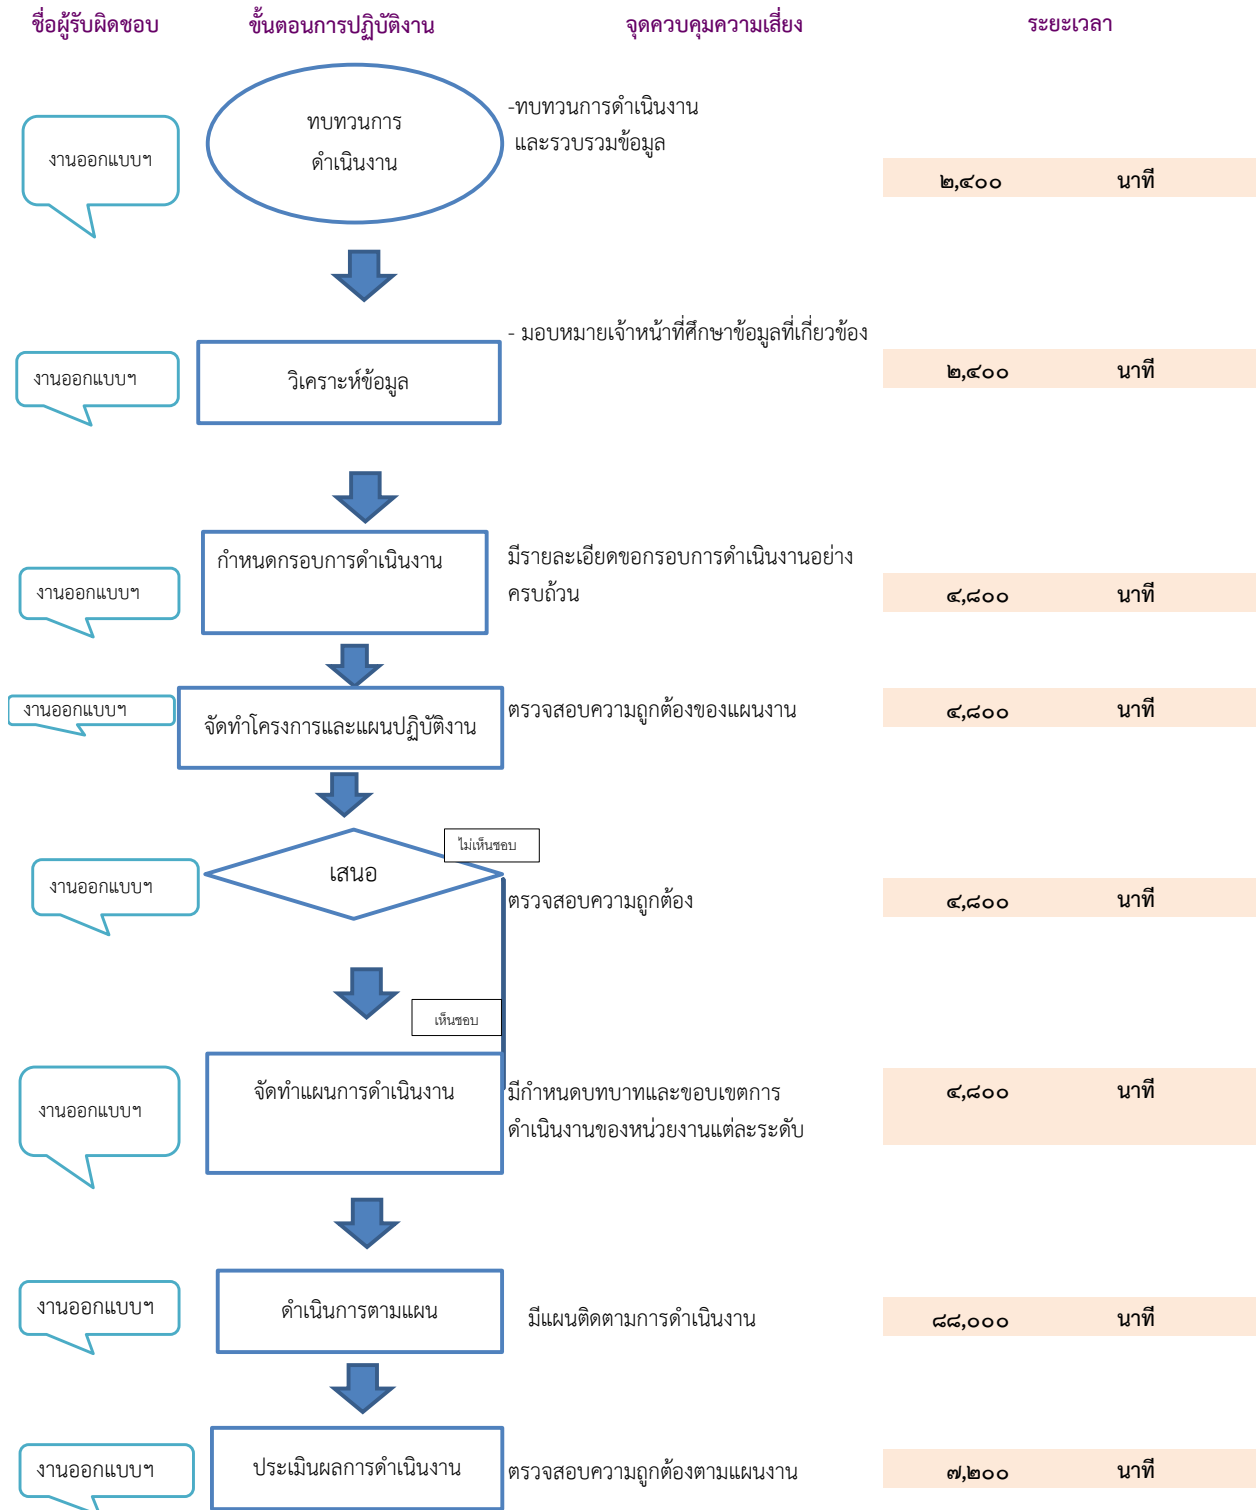 ชื่อผู้รับผิดชอบ ขั้นตอนการปฏิบัติงาน จุดควบคุมความเสี่ยง ระยะเวลา
งานออกแบบฯ
ทบทวนการ
ดำเนินงาน
-ทบทวนการดำเนินงาน
และรวบรวมข้อมูล
๒,๔๐๐ นาที
งานออกแบบฯ
วิเคราะห์ข้อมูล
- มอบหมายเจ้าหน้าที่ศึกษาข้อมูลที่เกี่ยวข้อง
๒,๔๐๐ นาที
งานออกแบบฯ
กำหนดกรอบการดำเนินงาน
มีรายละเอียดขอกรอบการดำเนินงานอย่าง
ครบถ้วน
๔,๘๐๐ นาที
งานออกแบบฯ
จัดทำโครงการและแผนปฏิบัติงาน
ตรวจสอบความถูกต้องของแผนงาน
๔,๘๐๐ นาที
งานออกแบบฯ
เสนอ
ไม่เห็นชอบ
ตรวจสอบความถูกต้อง
๔,๘๐๐ นาที
เห็นชอบ
งานออกแบบฯ
จัดทำแผนการดำเนินงาน
มีกำหนดบทบาทและขอบเขตการ
ดำเนินงานของหน่วยงานแต่ละระดับ
๔,๘๐๐ นาที
งานออกแบบฯ
ดำเนินการตามแผน
มีแผนติดตามการดำเนินงาน
๘๘,๐๐๐ นาที
งานออกแบบฯ
ประเมินผลการดำเนินงาน
ตรวจสอบความถูกต้องตามแผนงาน
๗,๒๐๐ นาที